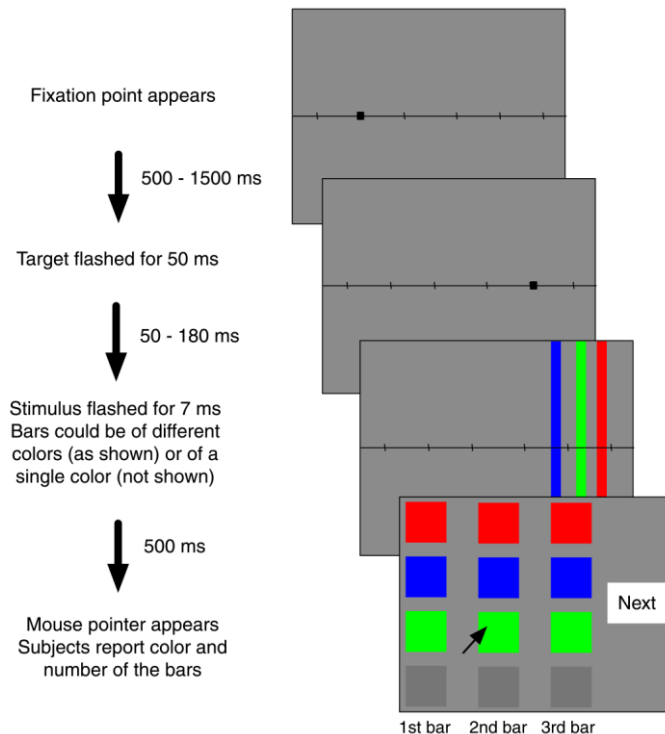 Fixation point appears
500 - 1500 ms
Target flashed for 50 ms
50 - 180 ms
Stimulus flashed for 7 ms
Bars could be of different
colors (as shown) or of a
single color (not shown)
500 ms
Mouse pointer appears
Subjects report color and
number of the bars
Next
1st bar 2nd bar 3rd bar